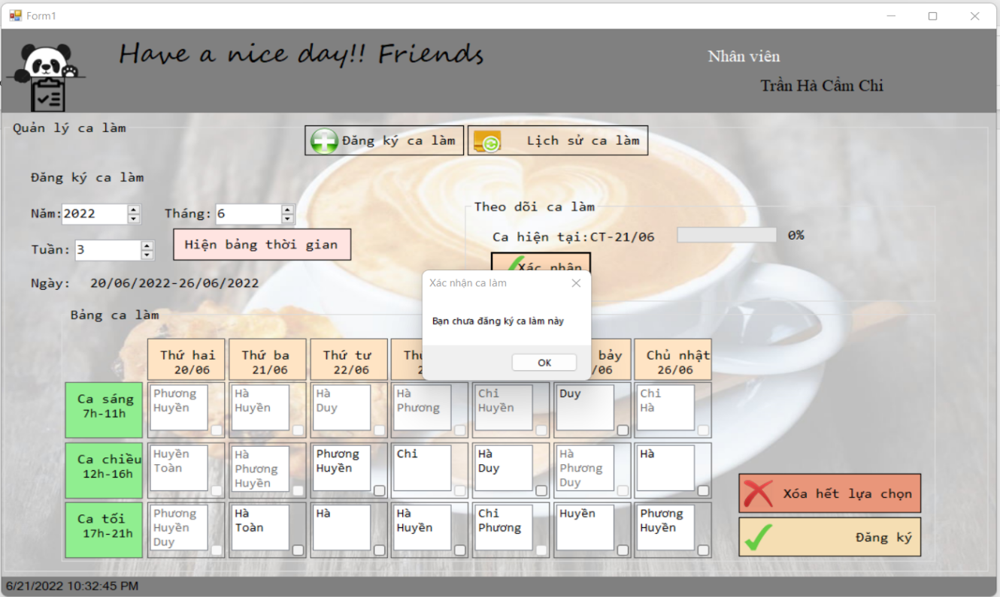 Form1
Have a nice day!! Friends
Nhân viên
Trần Hà Cẩm Chi
Quản lý ca làm
Đăng ký ca làm
Lịch sử ca làm
Đăng ký ca làm
Năm: 2022
Tháng: 6
Tuần: 3
Hiện bảng thời gian
Ngày: 20/06/2022-26/06/2022
Theo dõi ca làm
Ca hiện tại:CT-21/06
0%
Xác nhận
Xác nhận ca làm
Bạn chưa đăng ký ca làm này
OK
Bảng ca làm
Thứ hai
20/06
Thứ ba
21/06
Thứ tư
22/06
bảy
/06
Chủ nhật
26/06
Ca sáng
7h-11h
Phương
Huyền
Hà
Huyền
Hà
Duy
Hà
Phương
Chi
Huyền
Duy
Chi
Hà
Ca chiều
12h-16h
Huyền
Toàn
Hà
Phương
Huyền
Phương
Huyền
Chi
Hà
Duy
Hà
Phương
Duy
Hà
Ca tối
17h-21h
Phương
Huyền
Duy
Hà
Toàn
Hà
Hà
Huyền
Chi
Phương
Huyền
Phương
Huyền
Xóa hết lựa chọn
Đăng ký
6/21/2022 10:32:45 PM